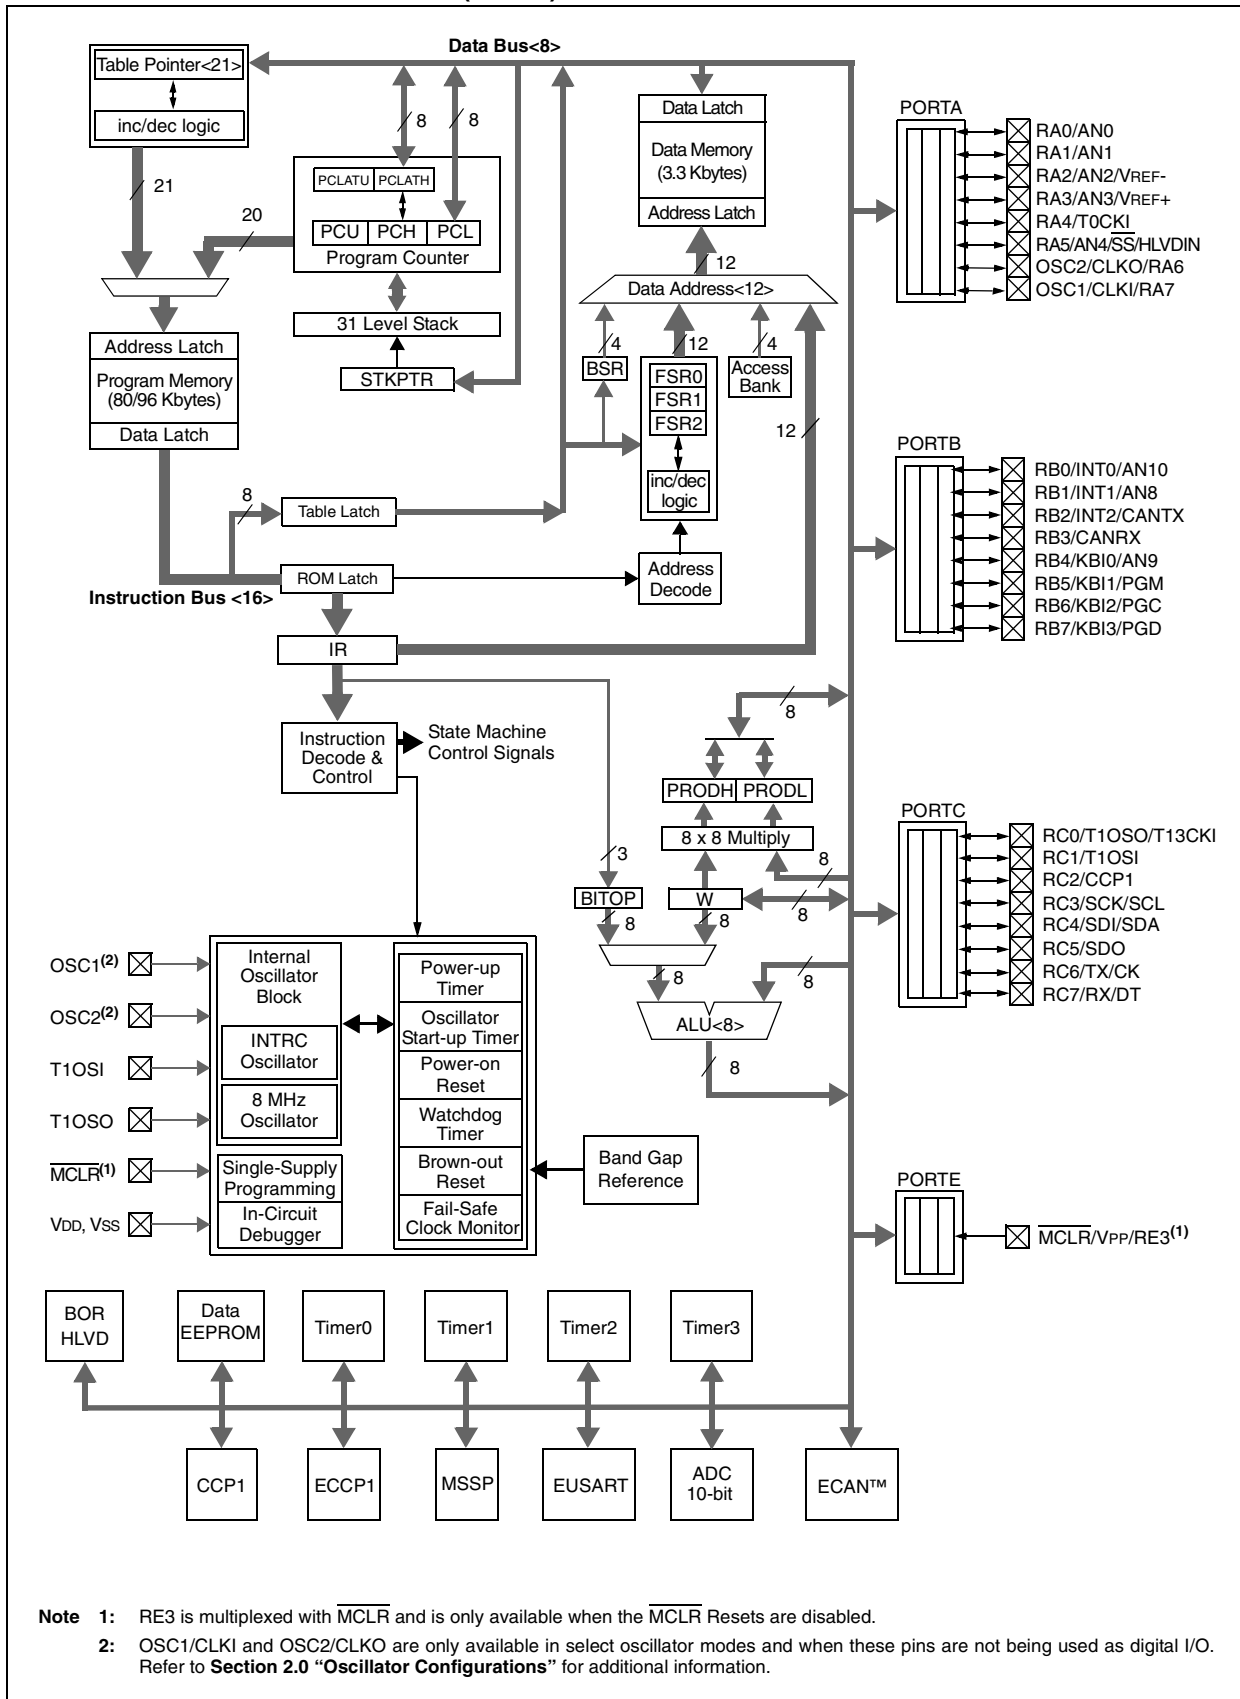 Data Bus<8>
Table Pointer<21>
inc/dec logic
21
20
8
8
PCLATU PCLATH
PCU PCH PCL
Program Counter
31 Level Stack
STKPTR
Address Latch
Program Memory
(80/96 Kbytes)
Data Latch
8
Table Latch
ROM Latch
Instruction Bus <16>
IR
Data Latch
Data Memory
(3.3 Kbytes)
Address Latch
12
Data Address<12>
4
12
4
BSR
FSR0
FSR1
FSR2
inc/dec
logic
Access
Bank
12
Address
Decode
Instruction
Decode &
Control
State Machine
Control Signals
8
PRODH PRODL
8 x 8 Multiply
3
8
BITOP
W
8
8
8
8
8
ALU<8>
8
PORTA
RA0/AN0
RA1/AN1
RA2/AN2/VREF-
RA3/AN3/VREF+
RA4/T0CKI
RA5/AN4/SS/HLVDIN
OSC2/CLKO/RA6
OSC1/CLKI/RA7
PORTB
RB0/INT0/AN10
RB1/INT1/AN8
RB2/INT2/CANTX
RB3/CANRX
RB4/KBI0/AN9
RB5/KBI1/PGM
RB6/KBI2/PGC
RB7/KBI3/PGD
PORTC
RC0/T1OSO/T13CKI
RC1/T1OSI
RC2/CCP1
RC3/SCK/SCL
RC4/SDI/SDA
RC5/SDO
RC6/TX/CK
RC7/RX/DT
PORTE
MCLR/VPP/RE3(1)
OSC1(2)
OSC2(2)
T1OSI
T1OSO
MCLR(1)
VDD, VSS
Internal
Oscillator
Block
INTRC
Oscillator
8 MHz
Oscillator
Single-Supply
Programming
In-Circuit
Debugger
Power-up
Timer
Oscillator
Start-up Timer
Power-on
Reset
Watchdog
Timer
Brown-out
Reset
Fail-Safe
Clock Monitor
Band Gap
Reference
BOR
HLVD
Data
EEPROM
Timer0
Timer1
Timer2
Timer3
CCP1
ECCP1
MSSP
EUSART
ADC
10-bit
ECAN™
Note 1: RE3 is multiplexed with MCLR and is only available when the MCLR Resets are disabled.
2: OSC1/CLKI and OSC2/CLKO are only available in select oscillator modes and when these pins are not being used as digital I/O.
Refer to Section 2.0 “Oscillator Configurations” for additional information.